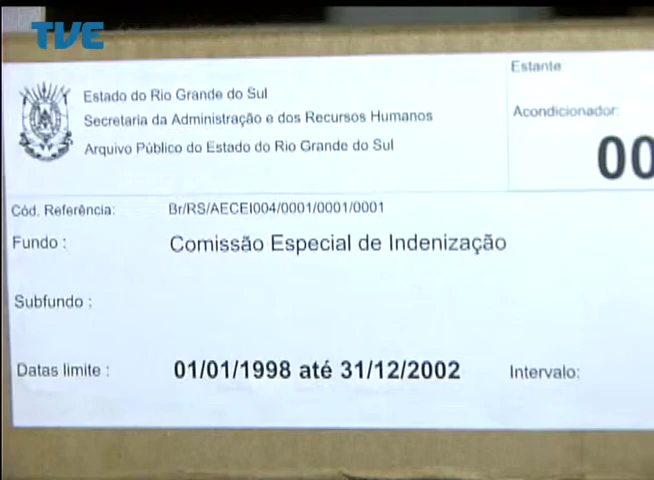 TVE
Estado do Rio Grande do Sul
Secretaria da Administração e dos Recursos Humanos
Arquivo Público do Estado do Rio Grande do Sul
Estante
Acondicionador:
00
Cód. Referência: Br/RS/AECEI004/0001/0001/0001
Fundo : Comissão Especial de Indenização
Subfundo :
Datas limite : 01/01/1998 até 31/12/2002 Intervalo: